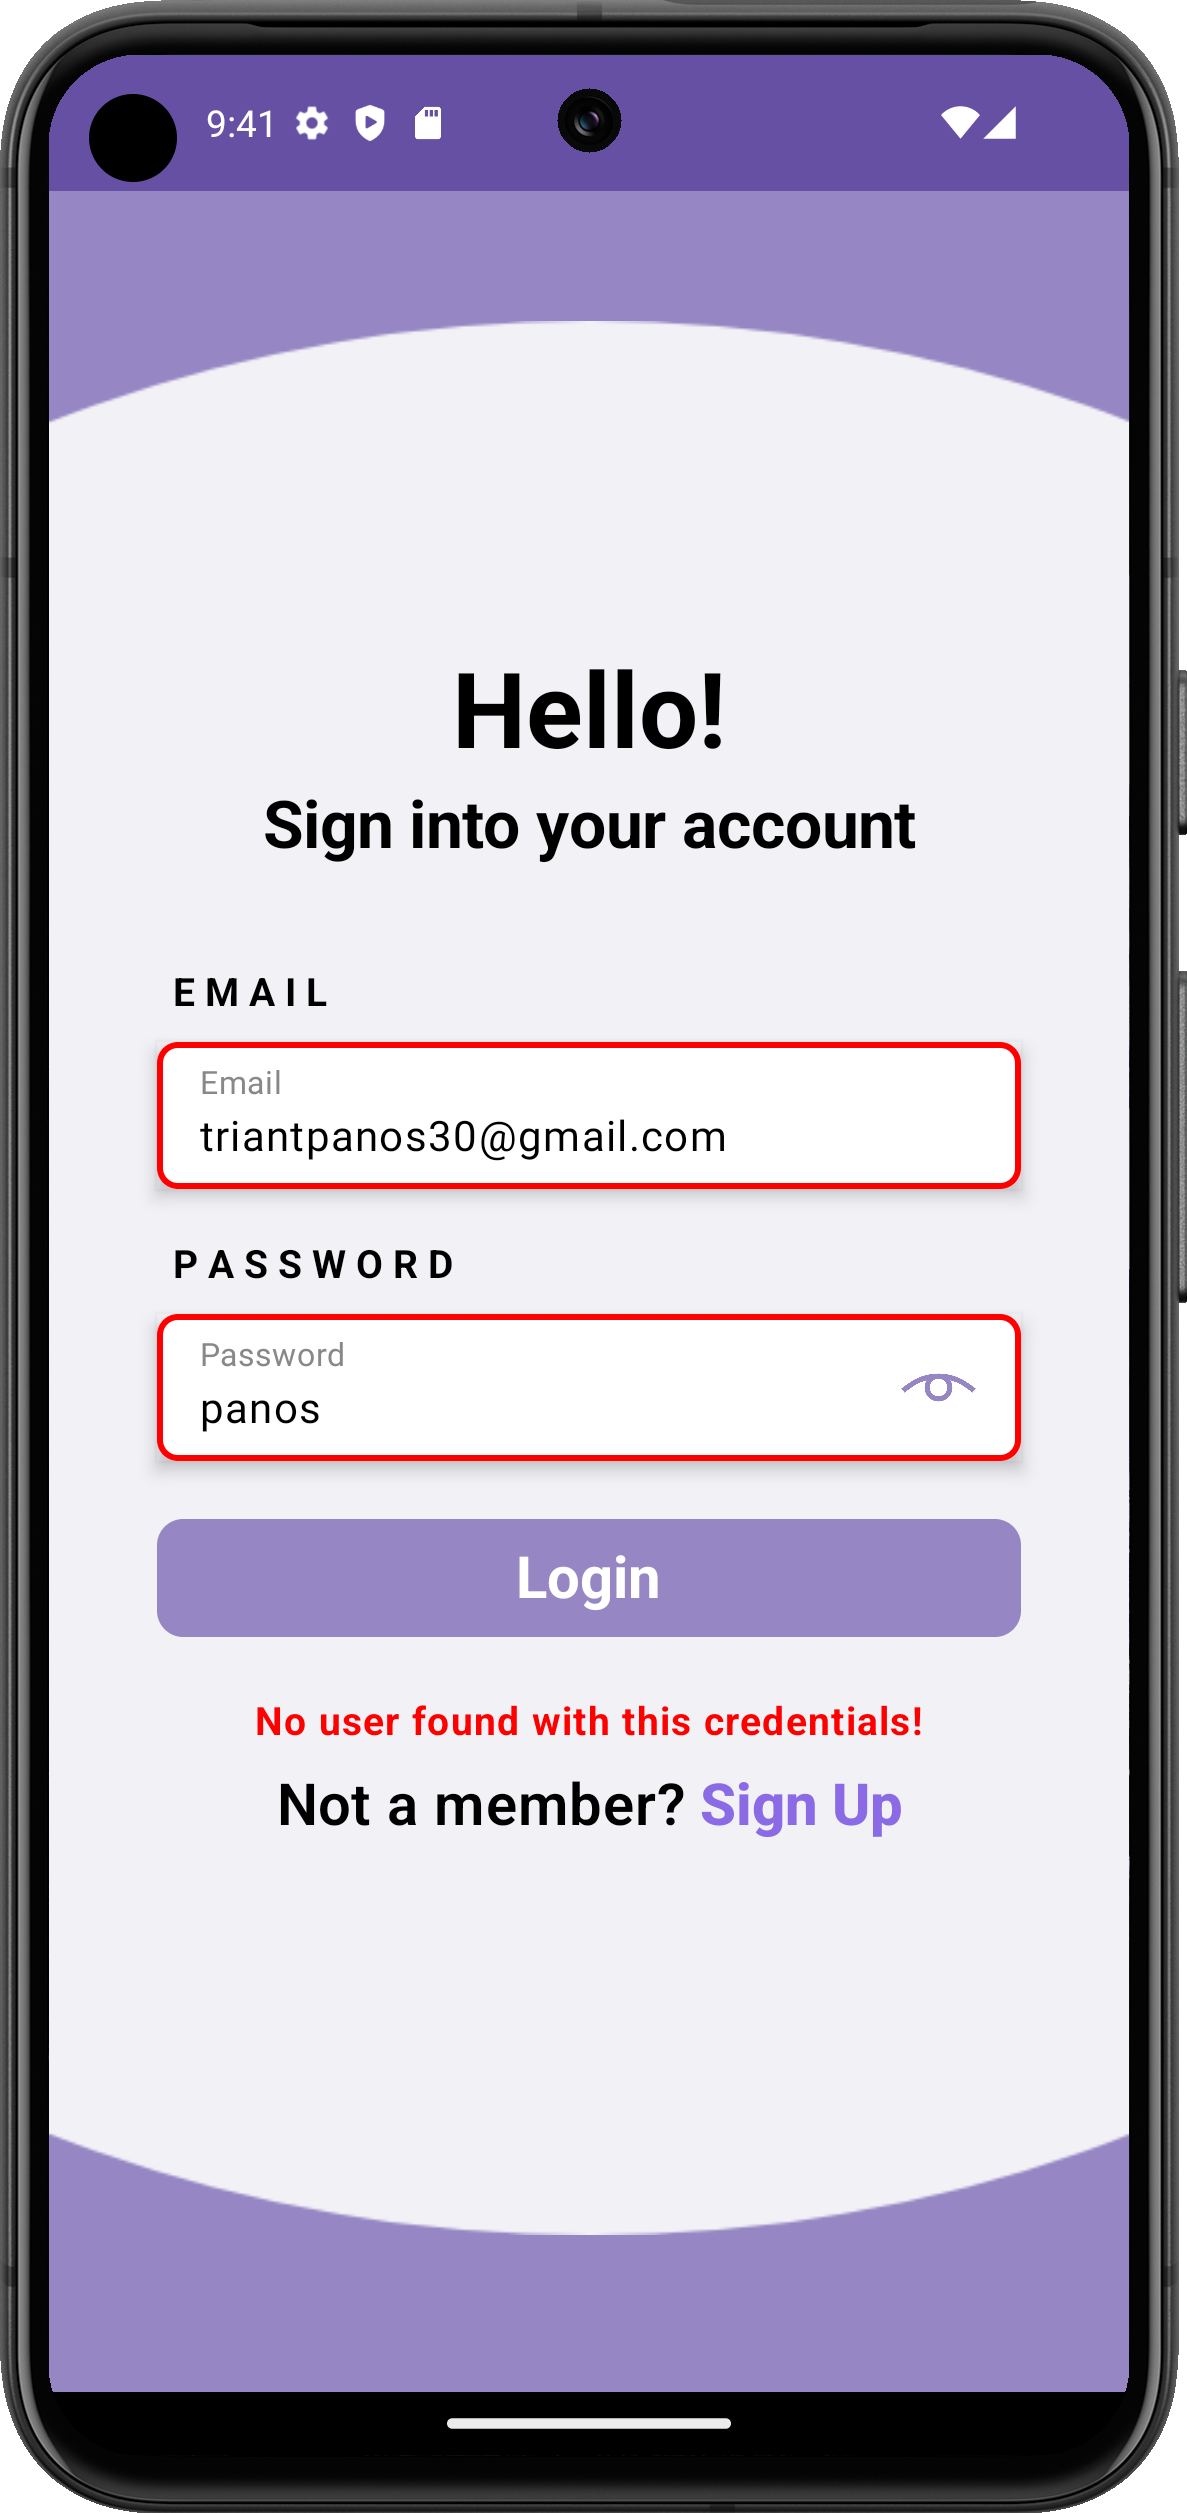 9:41
Hello!
Sign into your account
EMAIL
Email
triantpanos30@gmail.com
PASSWORD
Password
panos
Login
No user found with this credentials!
Not a member? Sign Up